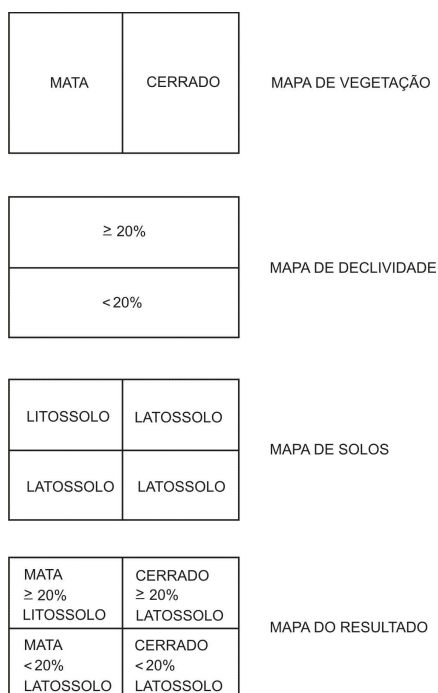 MATA CERRADO MAPA DE VEGETAÇÃO
≥ 20%
MAPA DE DECLIVIDADE
<20%
LITOSSOLO LATOSSOLO
MAPA DE SOLOS
LATOSSOLO LATOSSOLO
MATA
≥ 20%
LITOSSOLO
CERRADO
≥ 20%
LATOSSOLO
MAPA DO RESULTADO
MATA
<20%
LATOSSOLO
CERRADO
<20%
LATOSSOLO